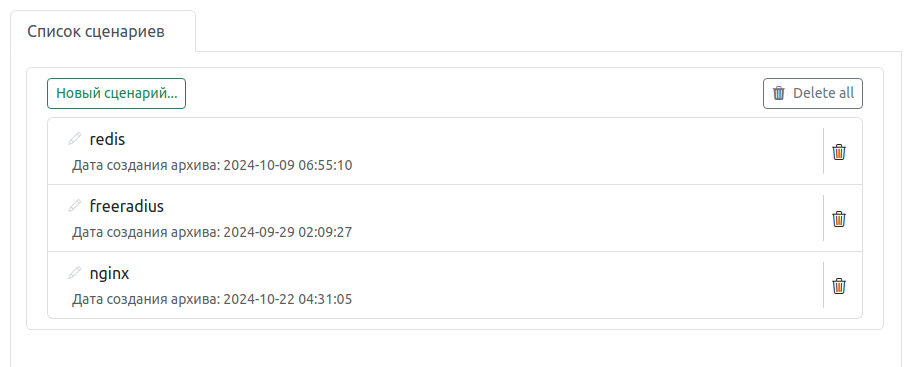 Список сценариев
Новый сценарий...
Delete all
redis
Дата создания архива: 2024-10-09 06:55:10
freeradius
Дата создания архива: 2024-09-29 02:09:27
nginx
Дата создания архива: 2024-10-22 04:31:05